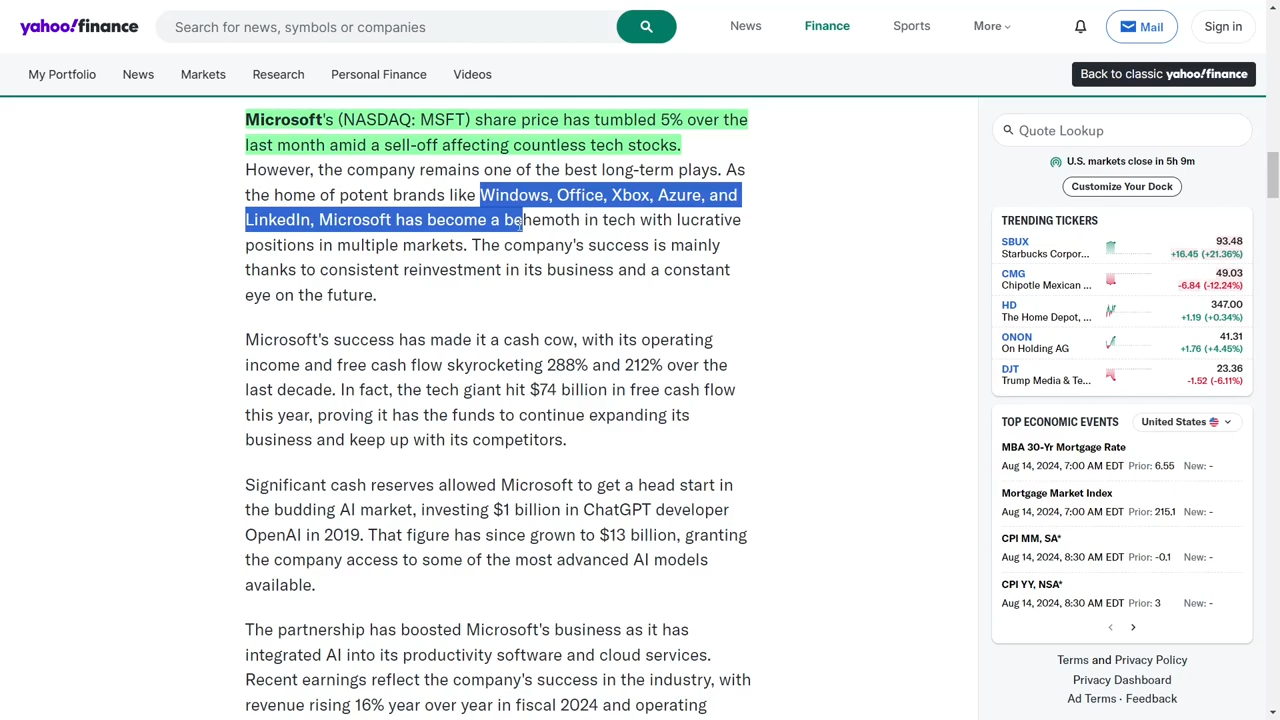 yahoo!finance
Search for news, symbols or companies
News
Finance
Sports
More
Mail
Sign in
My Portfolio
News
Markets
Research
Personal Finance
Videos
Back to classic yahoo!finance
Microsoft's (NASDAQ: MSFT) share price has tumbled 5% over the
last month amid a sell-off affecting countless tech stocks.
However, the company remains one of the best long-term plays. As
the home of potent brands like Windows, Office, Xbox, Azure, and
LinkedIn, Microsoft has become a behemoth in tech with lucrative
positions in multiple markets. The company's success is mainly
thanks to consistent reinvestment in its business and a constant
eye on the future.
Microsoft's success has made it a cash cow, with its operating
income and free cash flow skyrocketing 288% and 212% over the
last decade. In fact, the tech giant hit $74 billion in free cash flow
this year, proving it has the funds to continue expanding its
business and keep up with its competitors.
Significant cash reserves allowed Microsoft to get a head start in
the budding AI market, investing $1 billion in ChatGPT developer
OpenAI in 2019. That figure has since grown to $13 billion, granting
the company access to some of the most advanced AI models
available.
The partnership has boosted Microsoft's business as it has
integrated AI into its productivity software and cloud services.
Recent earnings reflect the company's success in the industry, with
revenue rising 16% year over year in fiscal 2024 and operating
Quote Lookup
U.S. markets close in 5h 9m
Customize Your Dock
TRENDING TICKERS
SBUX 93.48
Starbucks Corpor... +16.45 (+21.36%)
CMG 49.03
Chipotle Mexican ... -6.84 (-12.24%)
HD 347.00
The Home Depot, ... +1.19 (+0.34%)
ONON 41.31
On Holding AG +1.76 (+4.45%)
DJT 23.36
Trump Media & Te... -1.52 (-6.11%)
TOP ECONOMIC EVENTS United States
MBA 30-Yr Mortgage Rate
Aug 14, 2024, 7:00 AM EDT Prior: 6.55 New: -
Mortgage Market Index
Aug 14, 2024, 7:00 AM EDT Prior: 215.1 New: -
CPI MM, SA*
Aug 14, 2024, 8:30 AM EDT Prior: -0.1 New: -
CPI YY, NSA*
Aug 14, 2024, 8:30 AM EDT Prior: 3 New: -
Terms and Privacy Policy
Privacy Dashboard
Ad Terms · Feedback